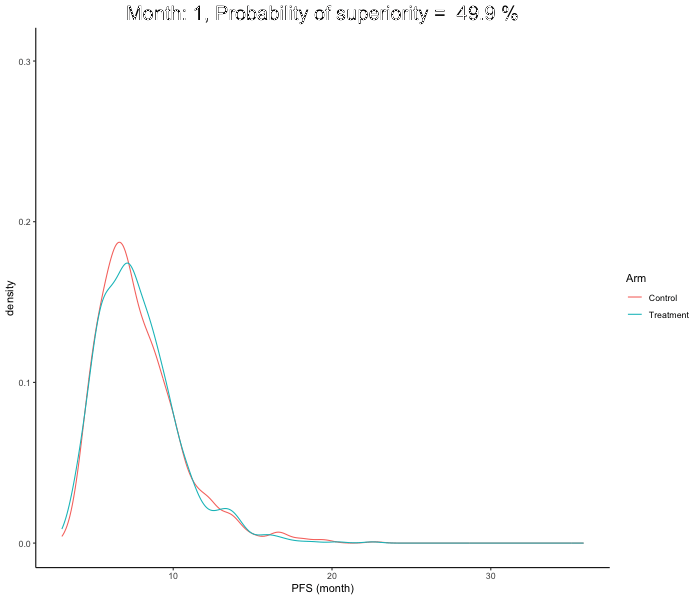 Month: 1, Probability of superiority = 49.9 %
0.3
0.2
0.1
0.0
density
10
20
30
PFS (month)
Arm
Control
Treatment